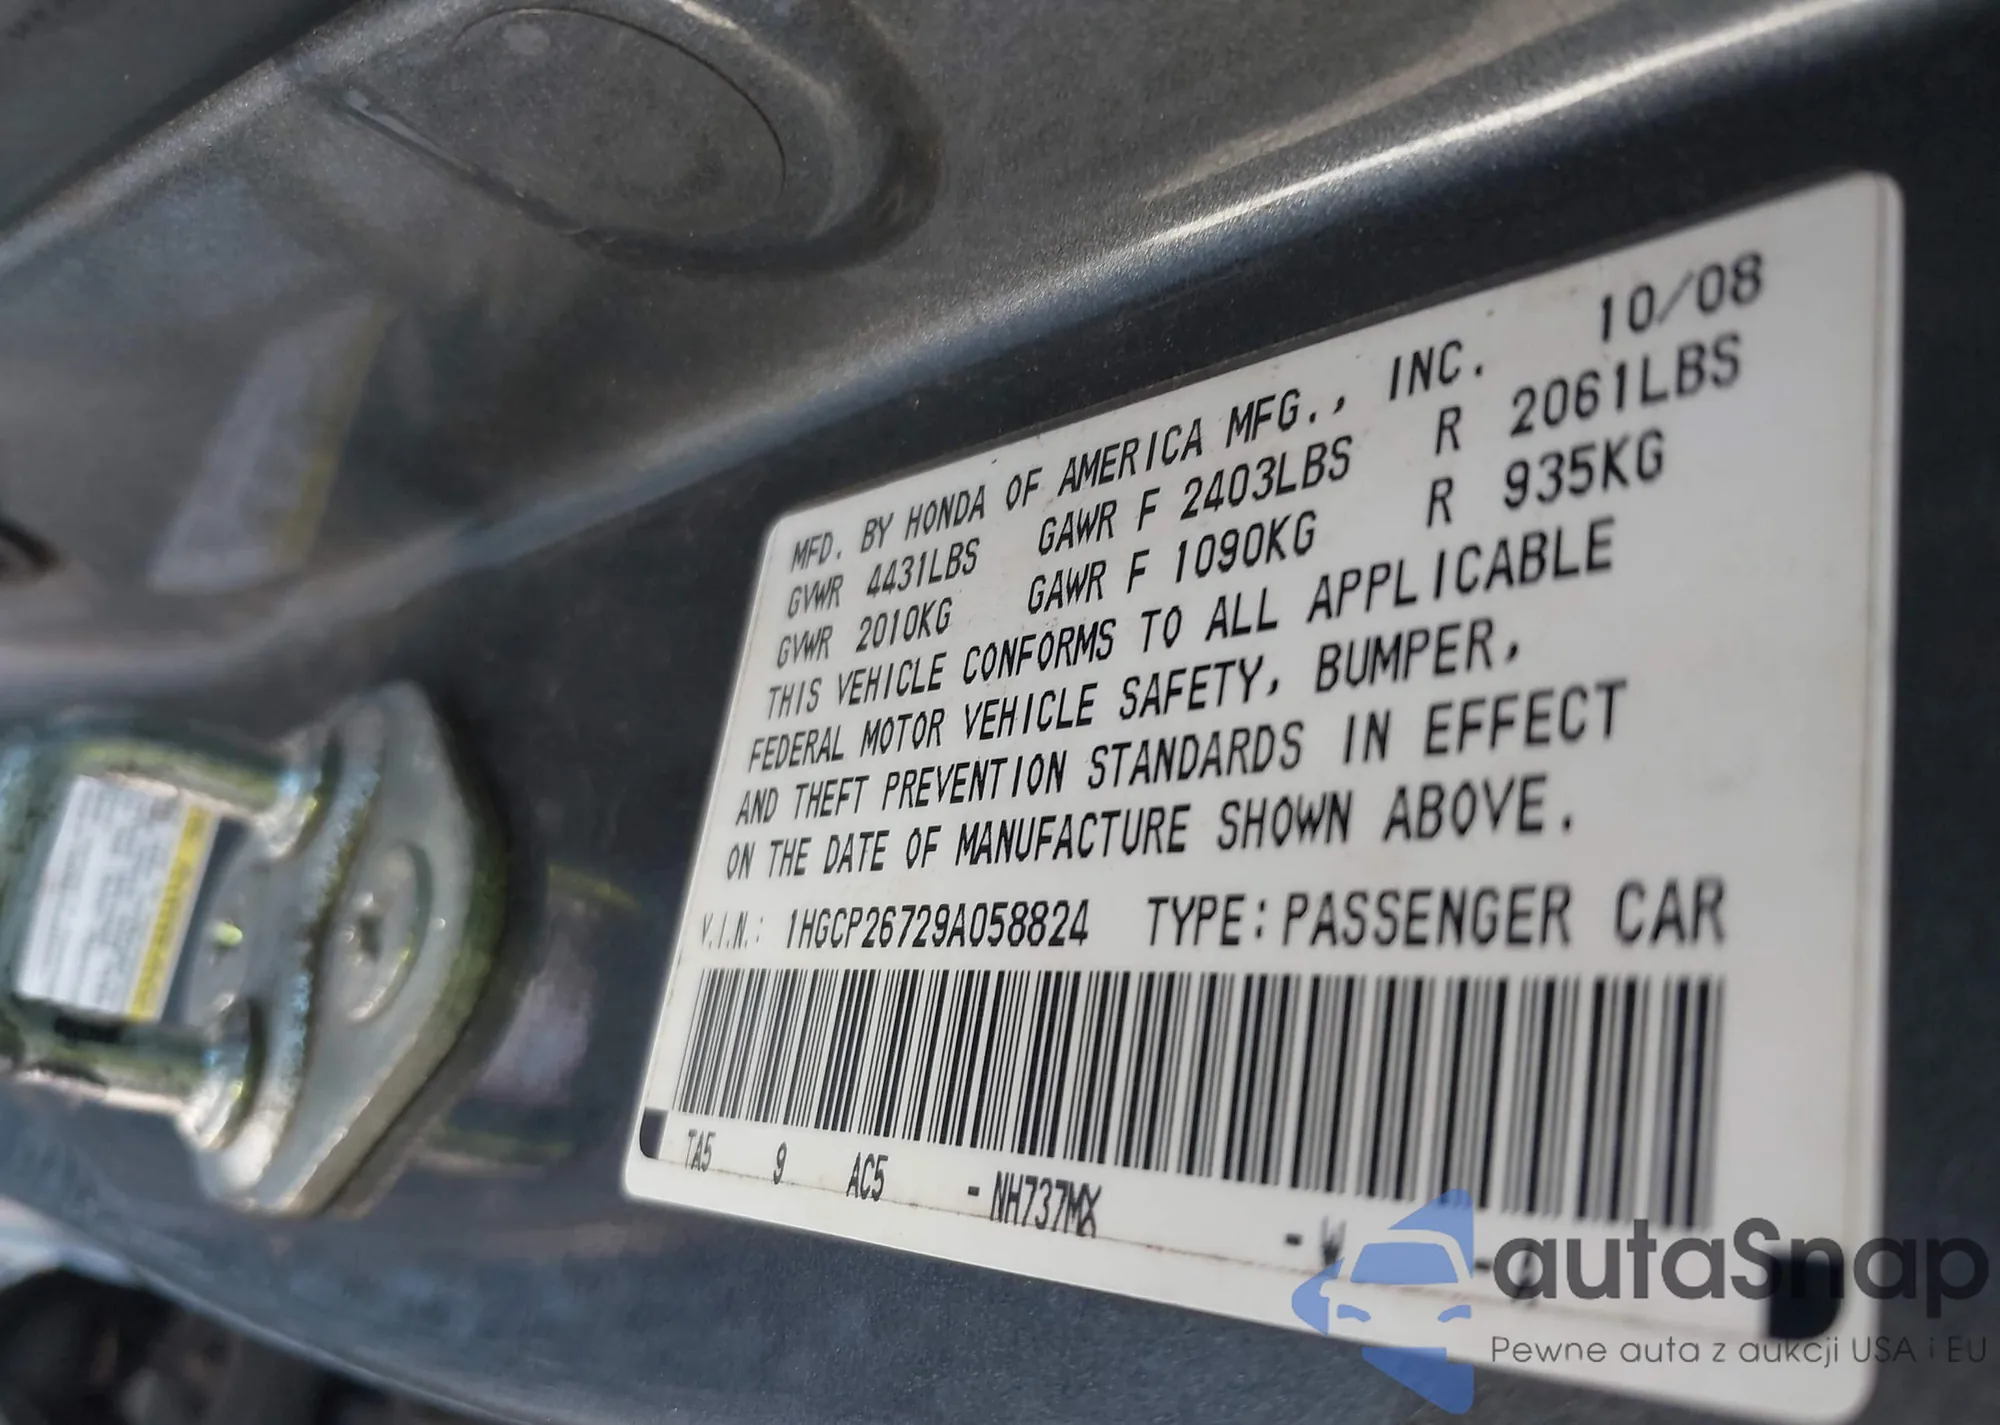 MFD. BY HONDA OF AMERICA MFG., INC. 10/08
GVWR 4431LBS GAWR F 2403LBS R 2061LBS
GVWR 2010KG GAWR F 1090KG R 935KG
THIS VEHICLE CONFORMS TO ALL APPLICABLE
FEDERAL MOTOR VEHICLE SAFETY, BUMPER,
AND THEFT PREVENTION STANDARDS IN EFFECT
ON THE DATE OF MANUFACTURE SHOWN ABOVE.
V.I.N.: 1HGCP26729A058824 TYPE:PASSENGER CAR
TA5 9 AC5 -NH737MX -W
autaSnap
Pewne auta z aukcji USA i EU